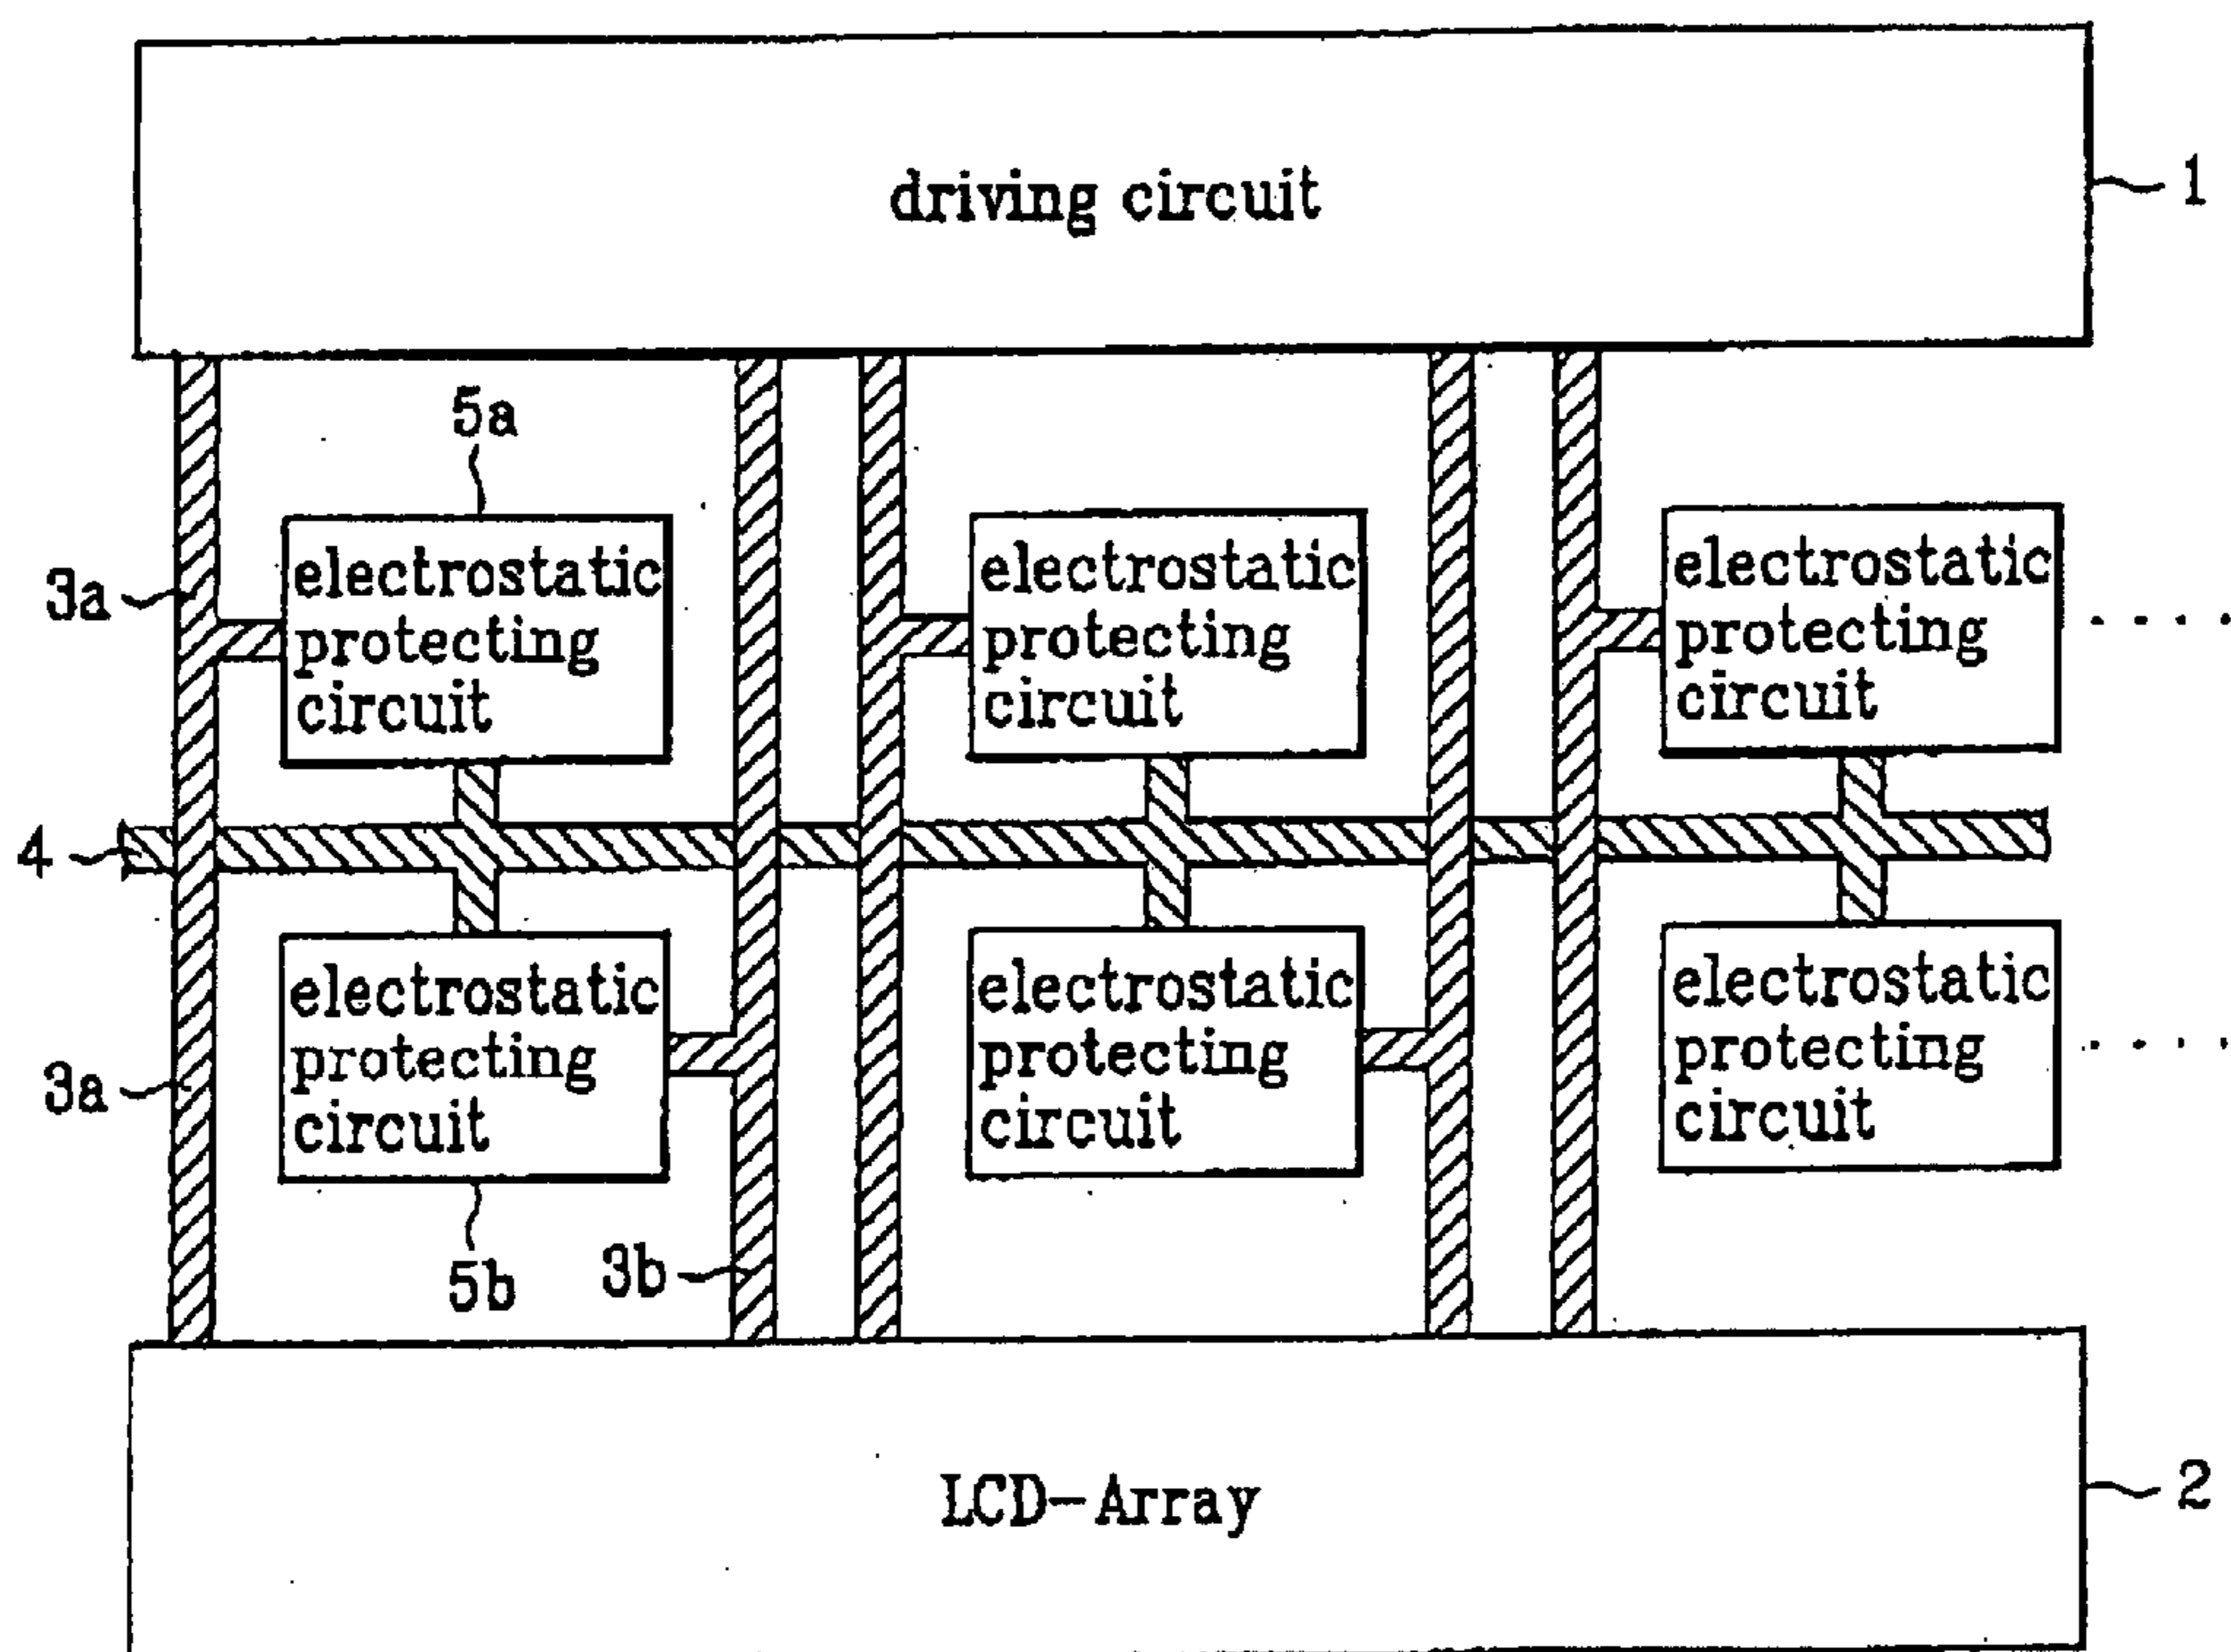 driving circuit
1
5a
electrostatic
protecting
circuit
electrostatic
protecting
circuit
electrostatic
protecting
circuit
3a
4
electrostatic
protecting
circuit
electrostatic
protecting
circuit
electrostatic
protecting
circuit
3a
5b
3b
LCD-Array
2